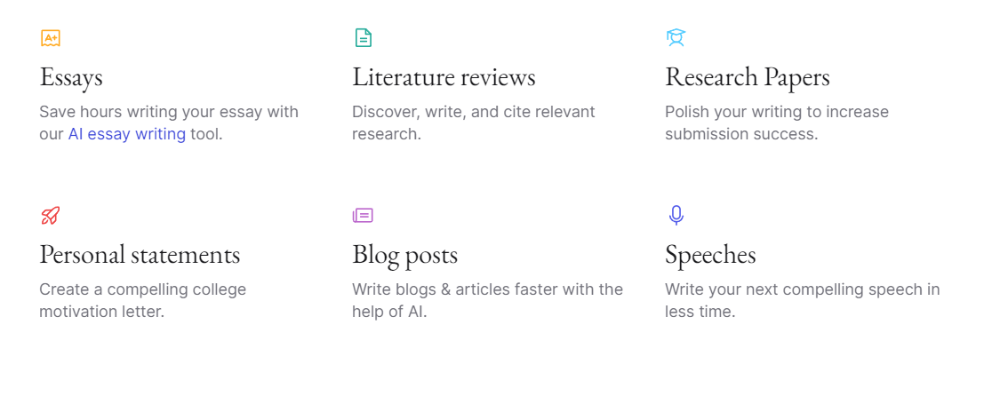 A+
Essays
Save hours writing your essay with
our AI essay writing tool.
Literature reviews
Discover, write, and cite relevant
research.
Research Papers
Polish your writing to increase
submission success.
Personal statements
Create a compelling college
motivation letter.
Blog posts
Write blogs & articles faster with the
help of AI.
Speeches
Write your next compelling speech in
less time.